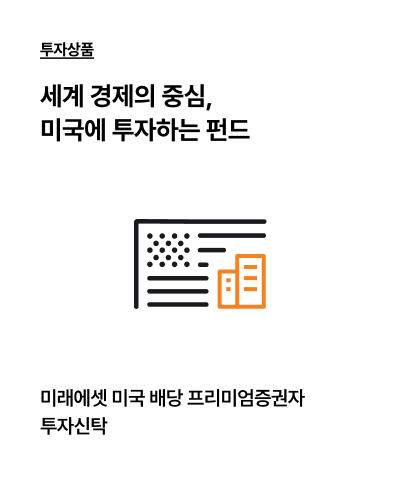 투자상품
세계 경제의 중심,
미국에 투자하는 펀드
미래에셋 미국 배당 프리미엄증권자
투자신탁